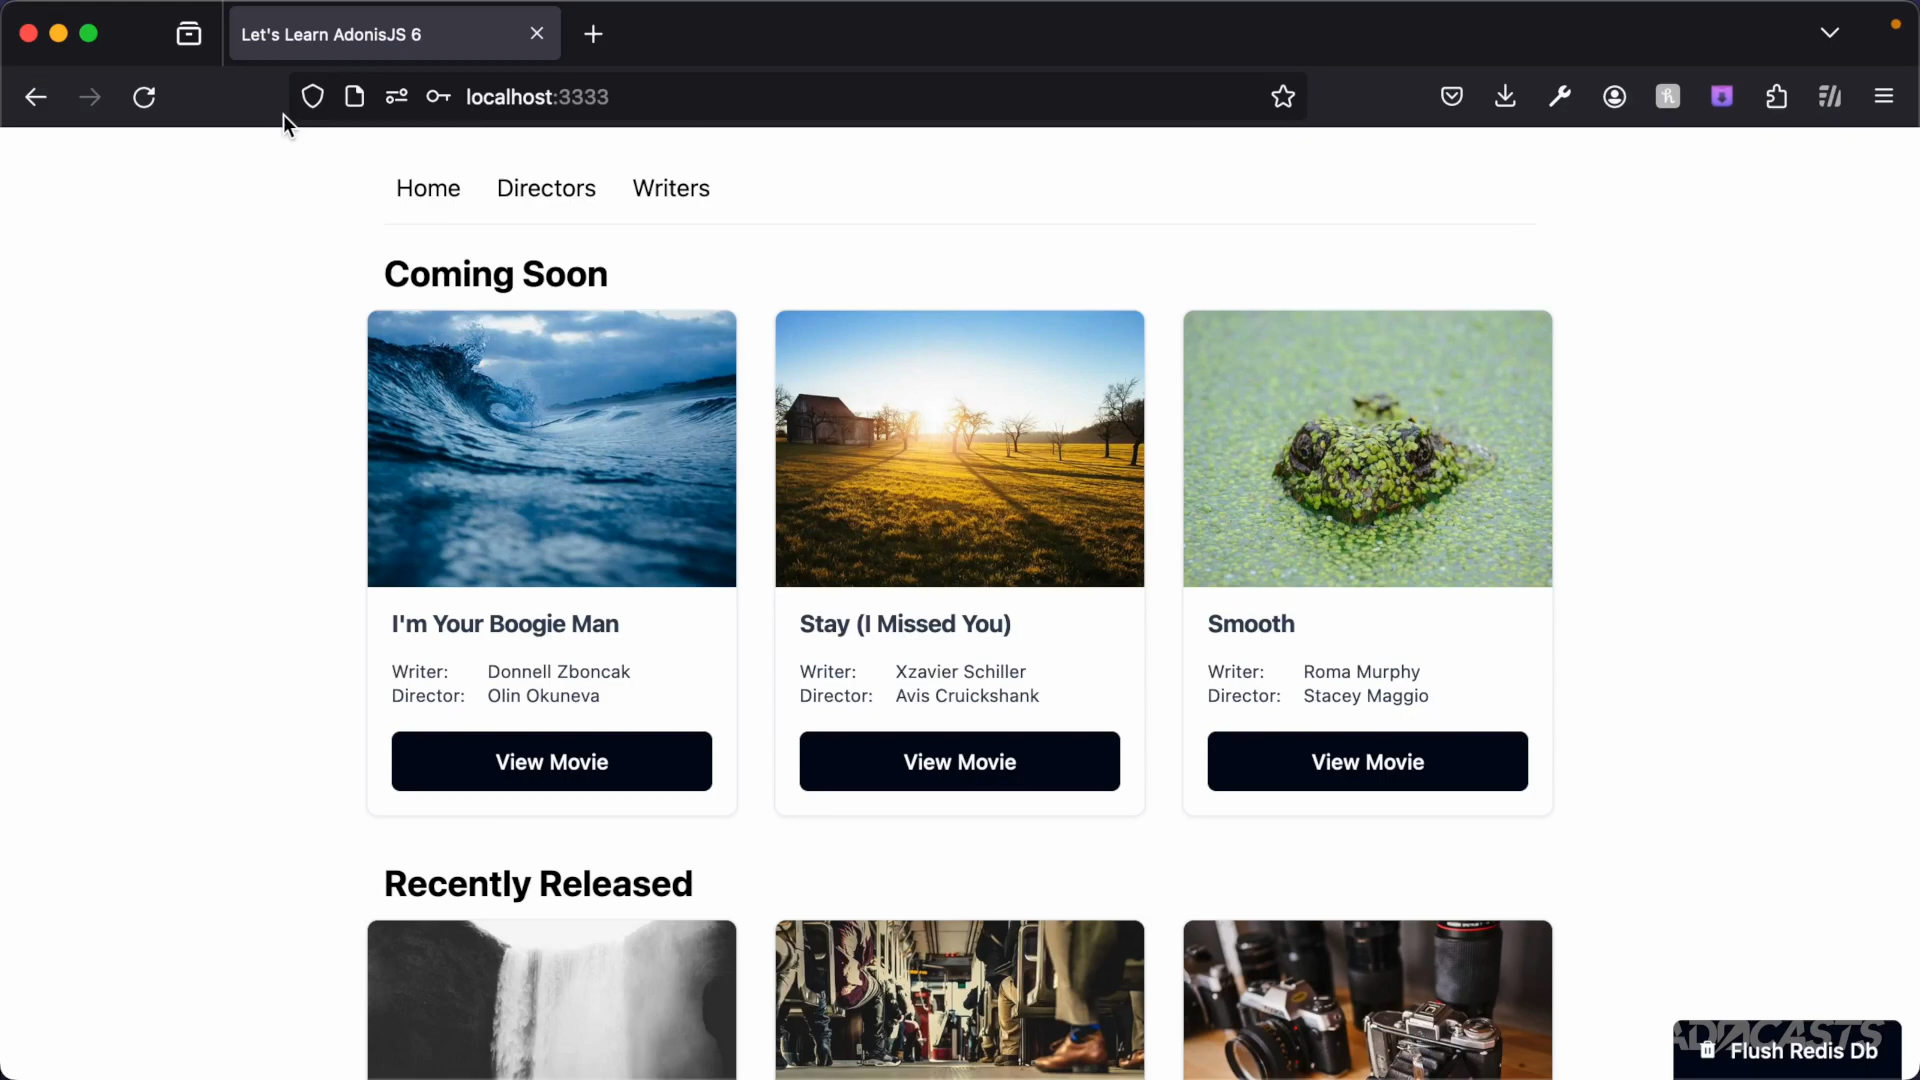 Let's Learn AdonisJS 6
localhost:3333
Home Directors Writers
Coming Soon
I'm Your Boogie Man
Writer: Donnell Zboncak
Director: Olin Okuneva
View Movie
Stay (I Missed You)
Writer: Xzavier Schiller
Director: Avis Cruickshank
View Movie
Smooth
Writer: Roma Murphy
Director: Stacey Maggio
View Movie
Recently Released
ADOCASTS
Flush Redis Db